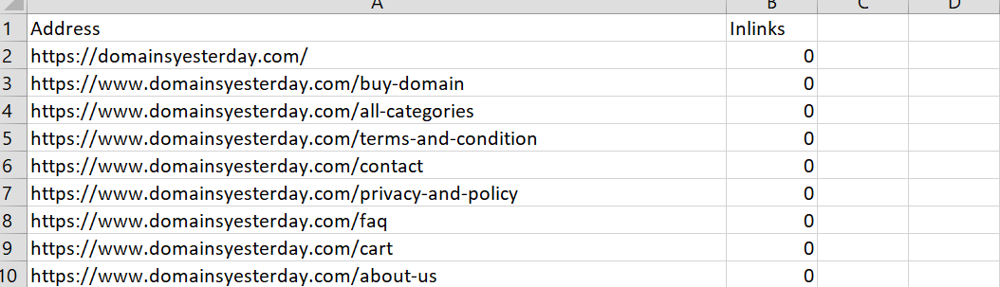 A B C D
1 Address Inlinks
2 https://domainsyesterday.com/ 0
3 https://www.domainsyesterday.com/buy-domain 0
4 https://www.domainsyesterday.com/all-categories 0
5 https://www.domainsyesterday.com/terms-and-condition 0
6 https://www.domainsyesterday.com/contact 0
7 https://www.domainsyesterday.com/privacy-and-policy 0
8 https://www.domainsyesterday.com/faq 0
9 https://www.domainsyesterday.com/cart 0
10 https://www.domainsyesterday.com/about-us 0